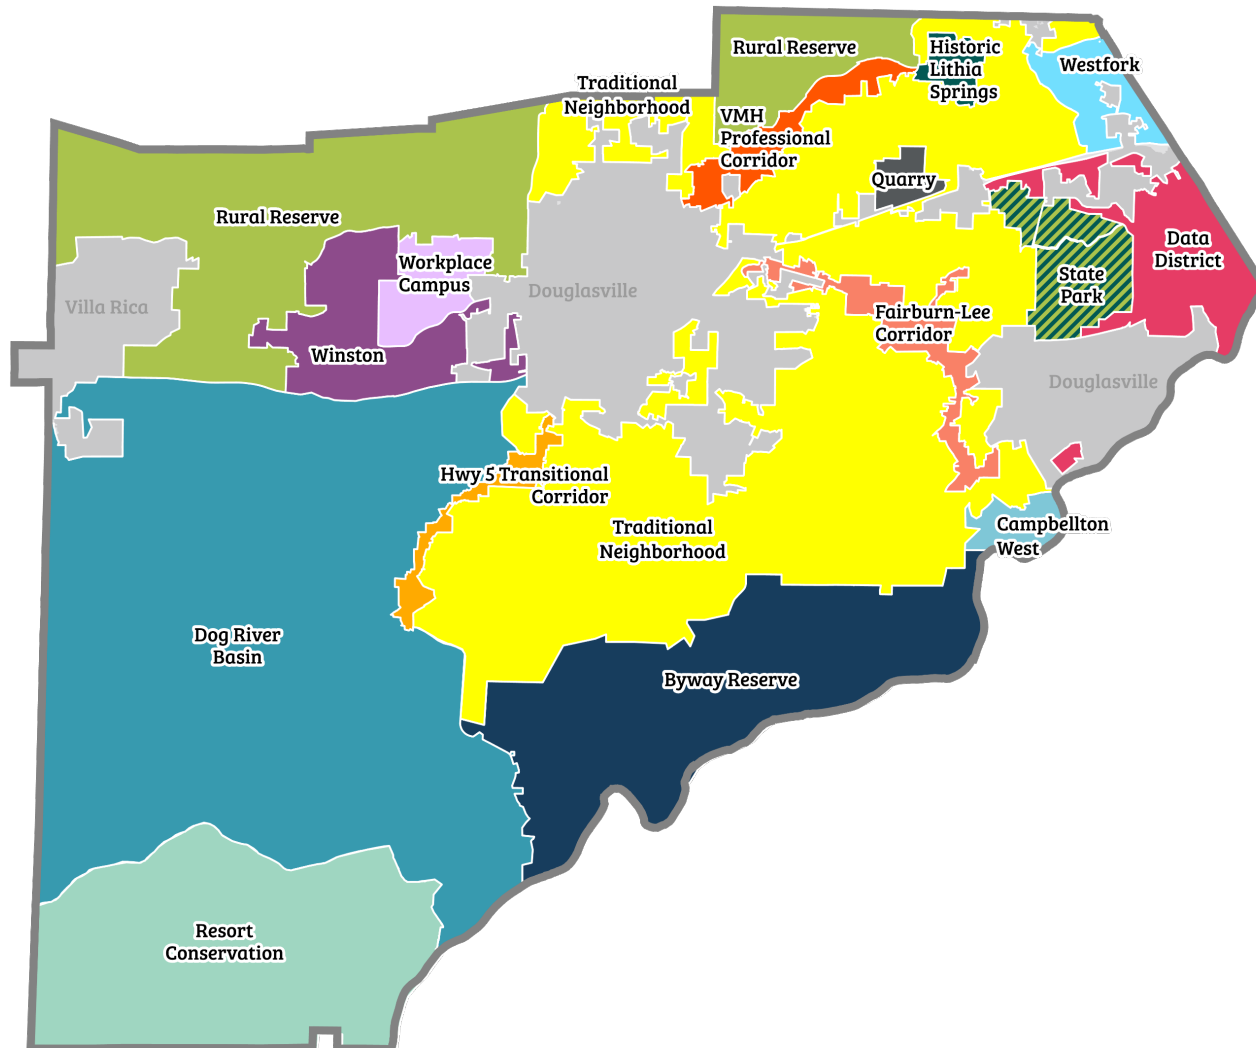 Rural Reserve
Historic
Lithia
Springs
Westfork
Traditional
Neighborhood
VMH
Professional
Corridor
Quarry
Rural Reserve
Workplace
Campus
Data
District
State
Park
Villa Rica
Douglasville
Fairburn-Lee
Corridor
Winston
Douglasville
Hwy 5 Transitional
Corridor
Traditional
Neighborhood
Campbellton
West
Dog River
Basin
Byway Reserve
Resort
Conservation